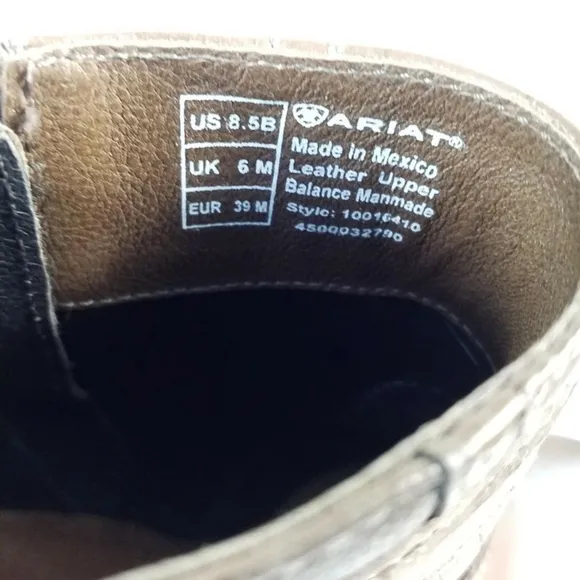 US 8.5B
UK 6 M
EUR 39 M
ARIAT®
Made in Mexico
Leather Upper
Balance Manmade
Style: 10016410
4500032790